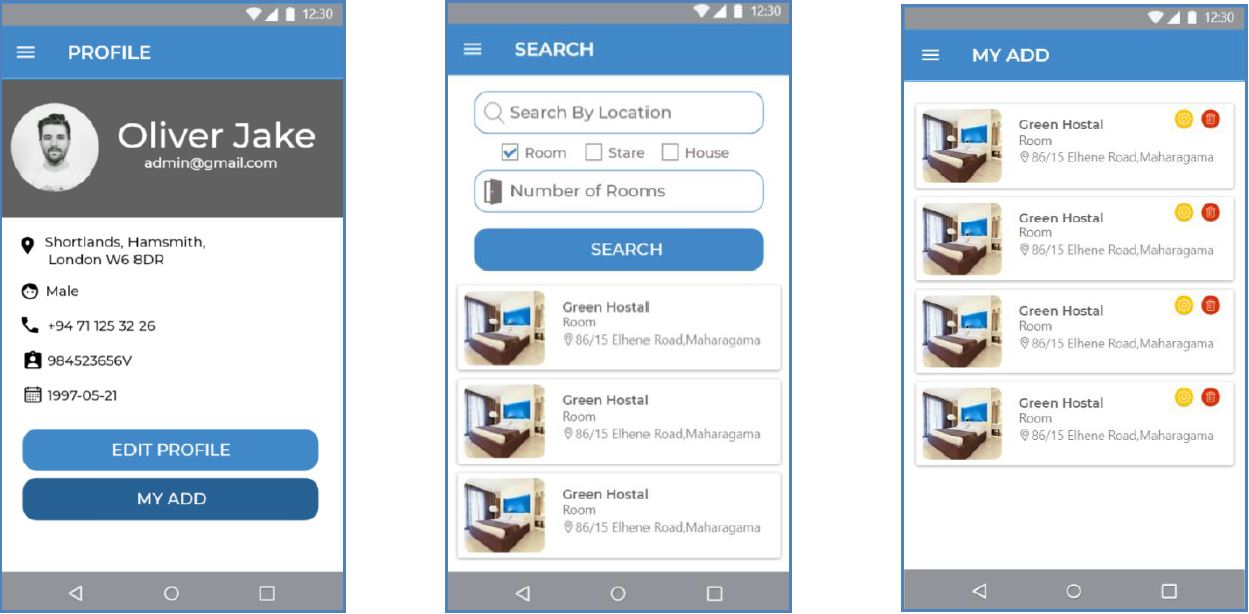 12:30
PROFILE
Oliver Jake
admin@gmail.com
Shortlands, Hamsmith,
London W6 8DR
Male
+94 71 125 32 26
984523656V
1997-05-21
EDIT PROFILE
MY ADD
12:30
SEARCH
Search By Location
Room Stare House
Number of Rooms
SEARCH
Green Hostal
Room
86/15 Elhene Road,Maharagama
Green Hostal
Room
86/15 Elhene Road,Maharagama
Green Hostal
Room
86/15 Elhene Road,Maharagama
12:30
MY ADD
Green Hostal
Room
86/15 Elhene Road,Maharagama
Green Hostal
Room
86/15 Elhene Road,Maharagama
Green Hostal
Room
86/15 Elhene Road,Maharagama
Green Hostal
Room
86/15 Elhene Road,Maharagama